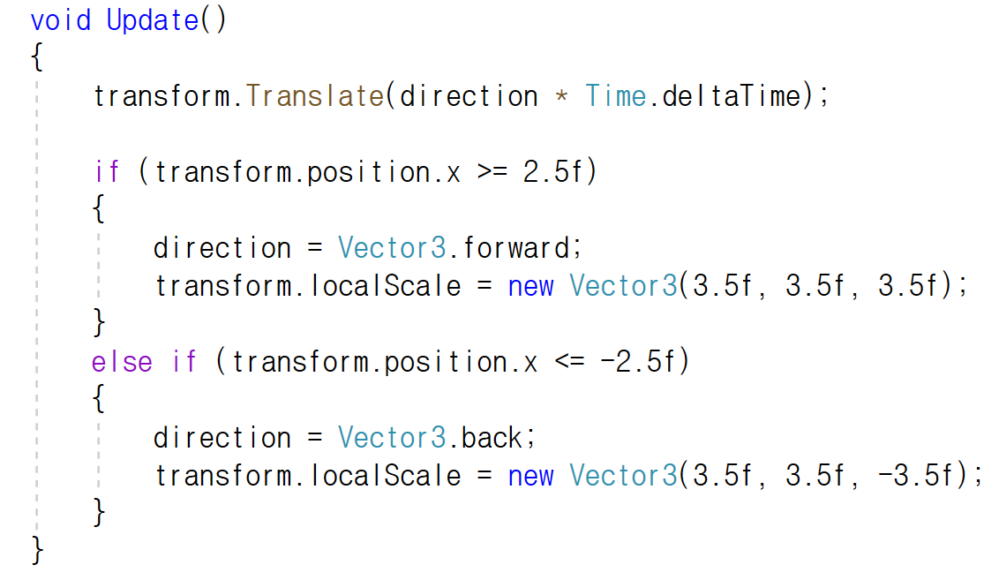 void Update()
{
transform.Translate(direction * Time.deltaTime);
if (transform.position.x >= 2.5f)
{
direction = Vector3.forward;
transform.localScale = new Vector3(3.5f, 3.5f, 3.5f);
}
else if (transform.position.x <= -2.5f)
{
direction = Vector3.back;
transform.localScale = new Vector3(3.5f, 3.5f, -3.5f);
}
}